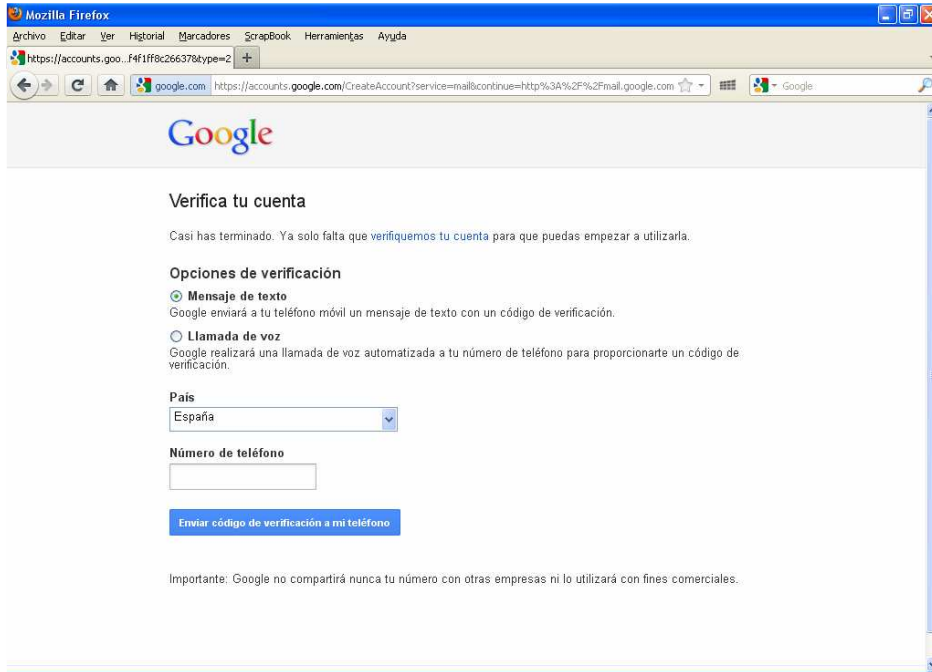 Mozilla Firefox
Archivo Editar Ver Historial Marcadores ScrapBook Herramientas Ayuda
https://accounts.goo...f4f1ff8c266378&type=2
google.com https://accounts.google.com/CreateAccount?service=mail&continue=http%3A%2F%2Fmail.google.com Google
Google
Verifica tu cuenta
Casi has terminado. Ya solo falta que verifiquemos tu cuenta para que puedas empezar a utilizarla.
Opciones de verificación
Mensaje de texto
Google enviará a tu teléfono móvil un mensaje de texto con un código de verificación.
Llamada de voz
Google realizará una llamada de voz automatizada a tu número de teléfono para proporcionarte un código de
verificación.
País
España
Número de teléfono
Enviar código de verificación a mi teléfono
Importante: Google no compartirá nunca tu número con otras empresas ni lo utilizará con fines comerciales.